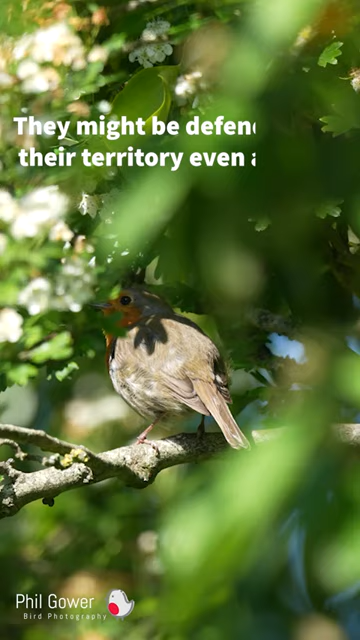 They might be defen
their territory even
Phil Gower
Bird Photography